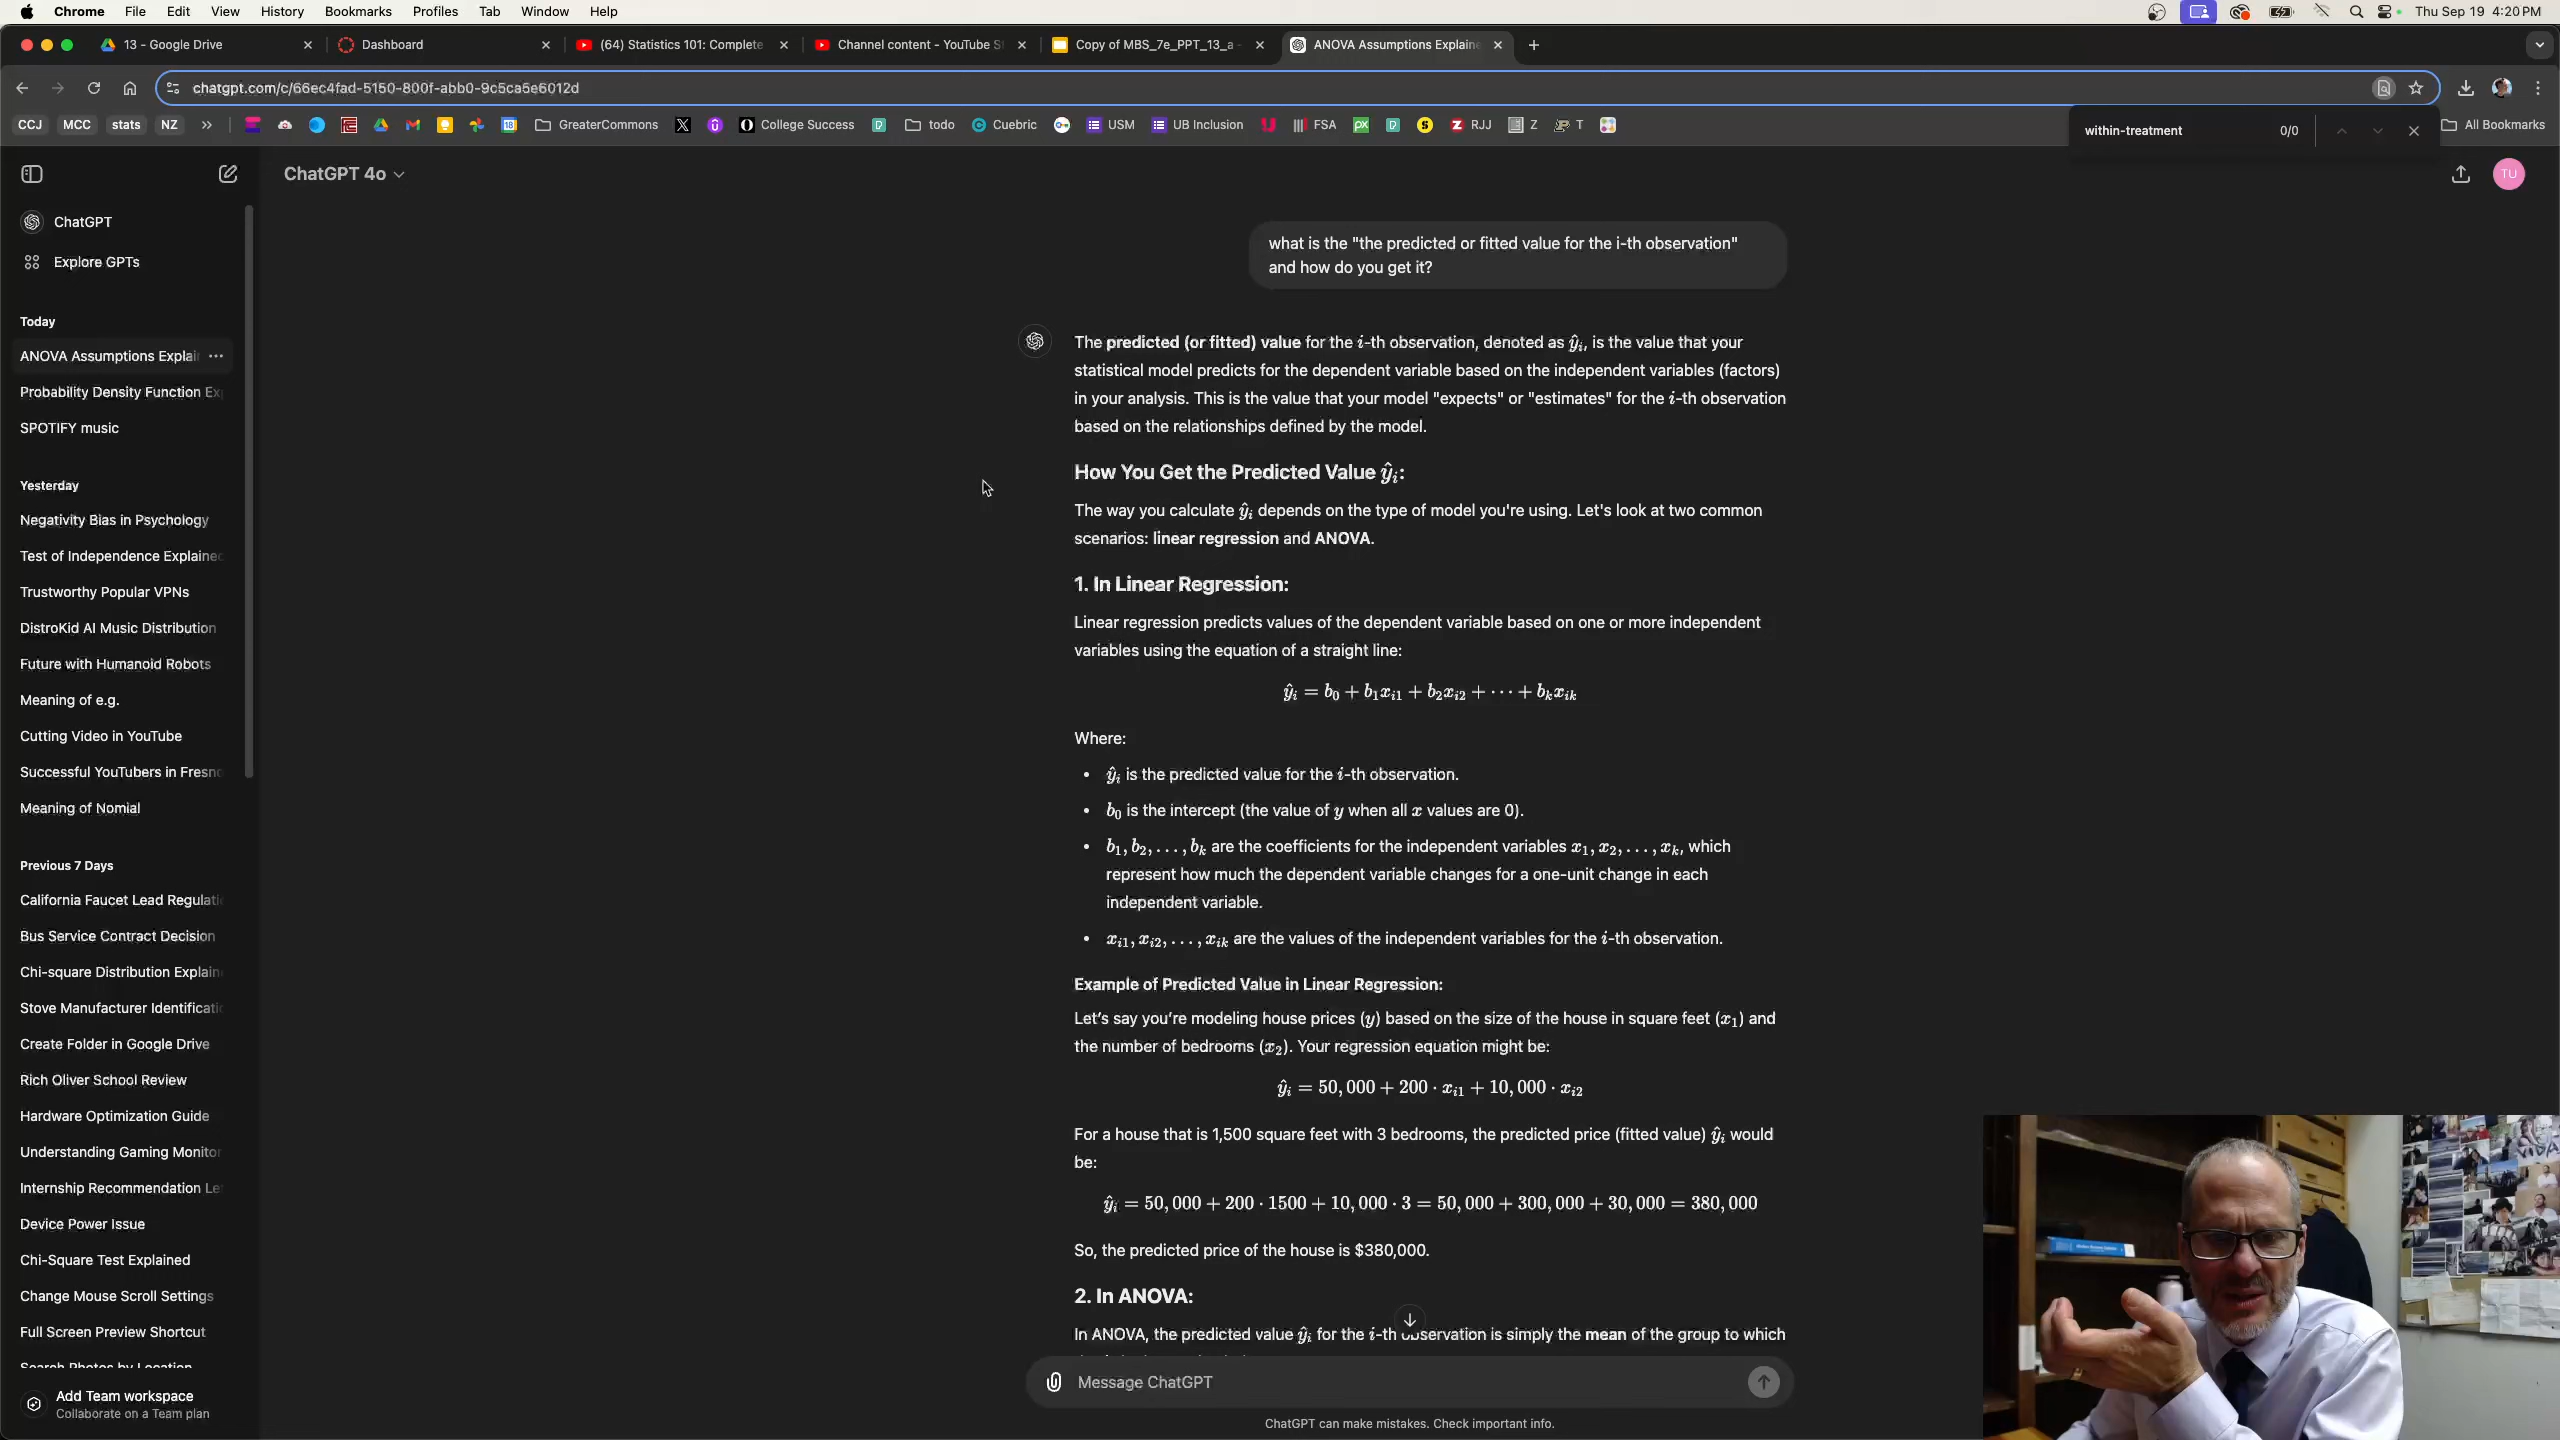 Chrome File Edit View History Bookmarks Profiles Tab Window Help
Thu Sep 19 4:20 PM
13 - Google Drive
Dashboard
(64) Statistics 101: Complete
Channel content - YouTube S
Copy of MBS_7e_PPT_13_a -
ANOVA Assumptions Explain
chatgpt.com/c/66ec4fad-5150-800f-abb0-9c5ca5e6012d
CCJ MCC stats NZ » GreaterCommons College Success todo Cuebric USM UB Inclusion FSA RJJ Z T
All Bookmarks
within-treatment 0/0
ChatGPT 4o
TU
ChatGPT
Explore GPTs
Today
ANOVA Assumptions Explai
Probability Density Function Ex
SPOTIFY music
Yesterday
Negativity Bias in Psychology
Test of Independence Explained
Trustworthy Popular VPNs
DistroKid AI Music Distribution
Future with Humanoid Robots
Meaning of e.g.
Cutting Video in YouTube
Successful YouTubers in Fresno
Meaning of Nomial
Previous 7 Days
California Faucet Lead Regulati
Bus Service Contract Decision
Chi-square Distribution Explain
Stove Manufacturer Identificatio
Create Folder in Google Drive
Rich Oliver School Review
Hardware Optimization Guide
Understanding Gaming Monitor
Internship Recommendation Le
Device Power Issue
Chi-Square Test Explained
Change Mouse Scroll Settings
Full Screen Preview Shortcut
Search Photos by Location
Add Team workspace
Collaborate on a Team plan
what is the "the predicted or fitted value for the i-th observation"
and how do you get it?
The predicted (or fitted) value for the i-th observation, denoted as ŷᵢ, is the value that your
statistical model predicts for the dependent variable based on the independent variables (factors)
in your analysis. This is the value that your model "expects" or "estimates" for the i-th observation
based on the relationships defined by the model.
How You Get the Predicted Value ŷᵢ:
The way you calculate ŷᵢ depends on the type of model you're using. Let's look at two common
scenarios: linear regression and ANOVA.
1. In Linear Regression:
Linear regression predicts values of the dependent variable based on one or more independent
variables using the equation of a straight line:
ŷᵢ = b₀ + b₁xᵢ₁ + b₂xᵢ₂ + ··· + bₖxᵢₖ
Where:
• ŷᵢ is the predicted value for the i-th observation.
• b₀ is the intercept (the value of y when all x values are 0).
• b₁, b₂, . . . , bₖ are the coefficients for the independent variables x₁, x₂, . . . , xₖ, which
represent how much the dependent variable changes for a one-unit change in each
independent variable.
• xᵢ₁, xᵢ₂, . . . , xᵢₖ are the values of the independent variables for the i-th observation.
Example of Predicted Value in Linear Regression:
Let's say you're modeling house prices (y) based on the size of the house in square feet (x₁) and
the number of bedrooms (x₂). Your regression equation might be:
ŷᵢ = 50,000 + 200 · xᵢ₁ + 10,000 · xᵢ₂
For a house that is 1,500 square feet with 3 bedrooms, the predicted price (fitted value) ŷᵢ would
be:
ŷᵢ = 50,000 + 200 · 1500 + 10,000 · 3 = 50,000 + 300,000 + 30,000 = 380,000
So, the predicted price of the house is $380,000.
2. In ANOVA:
In ANOVA, the predicted value ŷᵢ for the i-th observation is simply the mean of the group to which
Message ChatGPT
ChatGPT can make mistakes. Check important info.